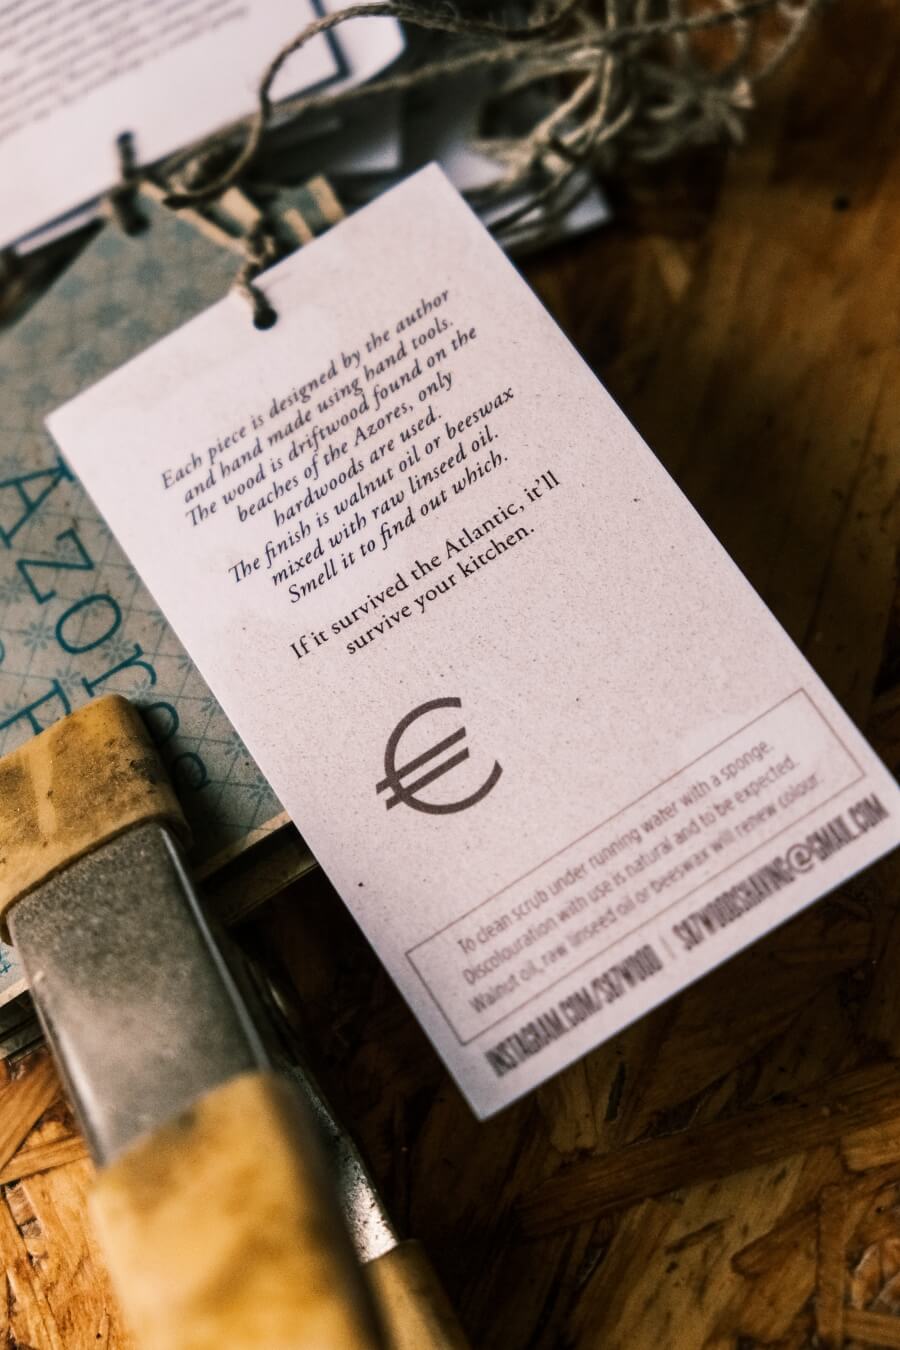 Each piece is designed by the author
and hand made using hand tools.
The wood is driftwood found on the
beaches of the Azores, only
hardwoods are used.
The finish is walnut oil or beeswax
mixed with raw linseed oil.
Smell it to find out which.
If it survived the Atlantic, it'll
survive your kitchen.
€
To clean scrub under running water with a sponge.
Discolouration with use is natural and to be expected.
Walnut oil, raw linseed oil or beeswax will renew colour.
INSTAGRAM.COM/S67WOOD | S67WOODSHAVING@GMAIL.COM
Azores